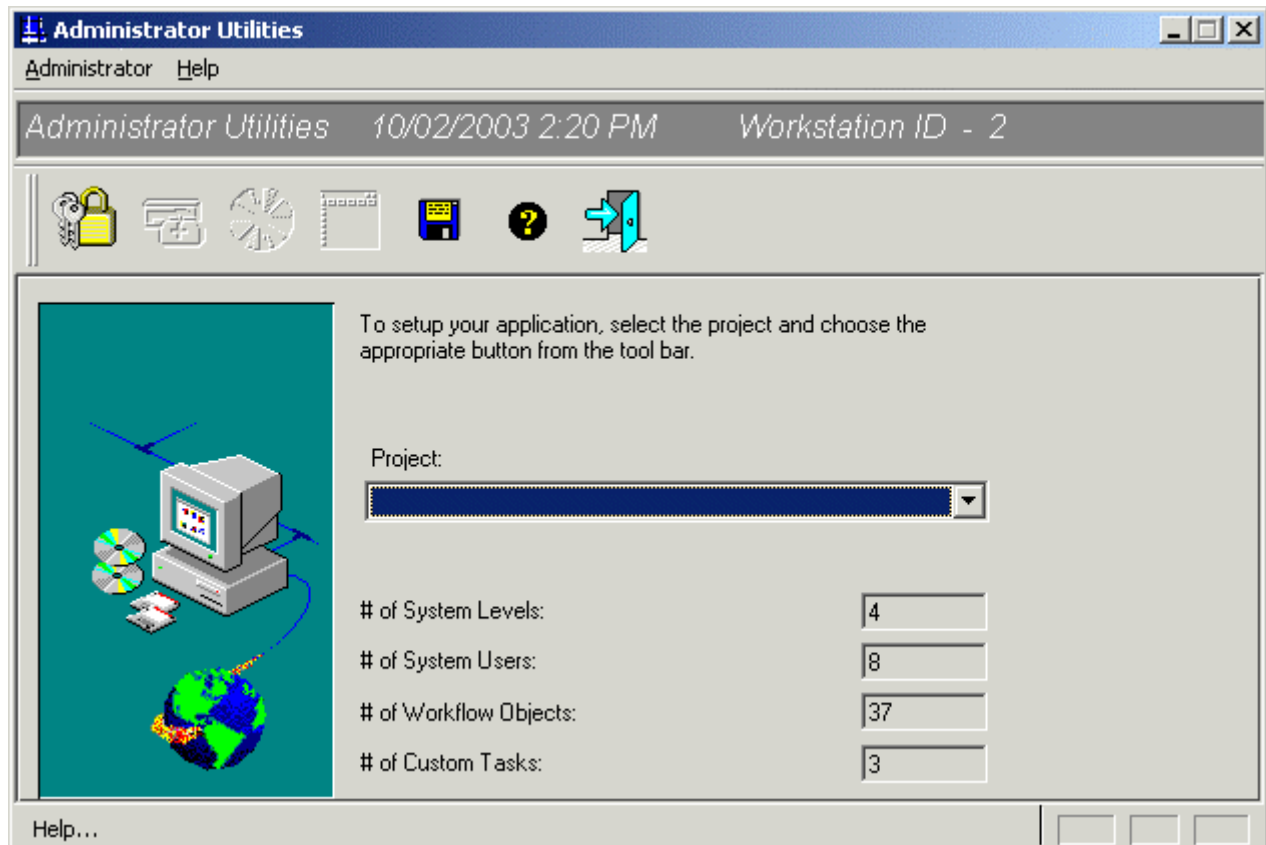 Administrator Utilities
Administrator Help
Administrator Utilities 10/02/2003 2:20 PM Workstation ID - 2
To setup your application, select the project and choose the
appropriate button from the tool bar.
Project:
# of System Levels: 4
# of System Users: 8
# of Workflow Objects: 37
# of Custom Tasks: 3
Help...